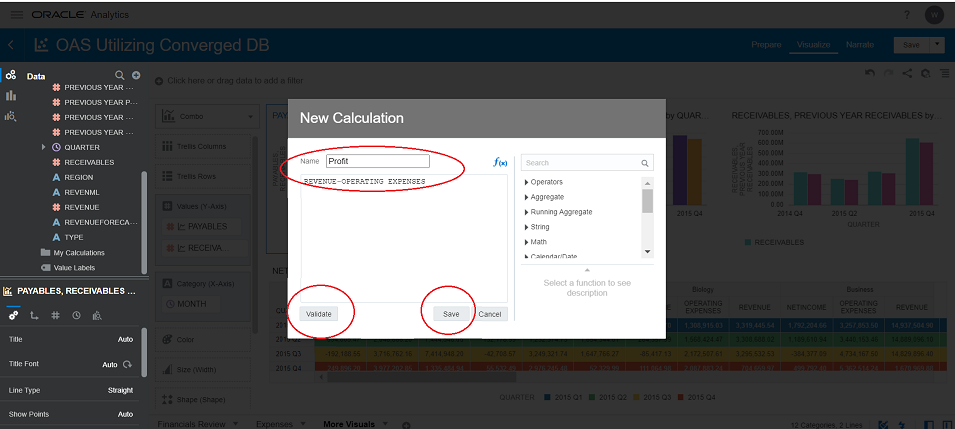 ORACLE Analytics
?
W
OAS Utilizing Converged DB
Prepare
Visualize
Narrate
Save
Data
PREVIOUS YEAR ...
PREVIOUS YEAR P...
PREVIOUS YEAR ...
PREVIOUS YEAR ...
QUARTER
RECEIVABLES
REGION
REVENML
REVENUE
REVENUEFORECA...
TYPE
My Calculations
Value Labels
PAYABLES, RECEIVABLES ...
Title
Auto
Title Font
Auto
Line Type
Straight
Show Points
Auto
Click here or drag data to add a filter
Combo
Trellis Columns
Trellis Rows
Values (Y-Axis)
PAYABLES
RECEIVA...
Category (X-Axis)
MONTH
Color
Size (Width)
Shape (Shape)
New Calculation
Name
Profit
f(x)
REVENUE-OPERATING EXPENSES
Search
Operators
Aggregate
Running Aggregate
String
Math
Calendar/Date
Select a function to see
description
Validate
Save
Cancel
by QUAR...
2015 Q4
RECEIVABLES, PREVIOUS YEAR RECEIVABLES by...
RECEIVABLES,
PREVIOUS YEAR
RECEIVABLES
700.00M
600.00M
500.00M
400.00M
300.00M
200.00M
100.00M
0.00
2014 Q4
2015 Q2
2015 Q4
QUARTER
RECEIVABLES
Biology
Business
OPERATING
EXPENSES
REVENUE
NETINCOME
OPERATING
EXPENSES
REVENUE
2015 Q3
2015 Q4
QUARTER
2015 Q1
2015 Q2
2015 Q3
2015 Q4
Financials Review
Expenses
More Visuals
12 Categories, 2 Lines